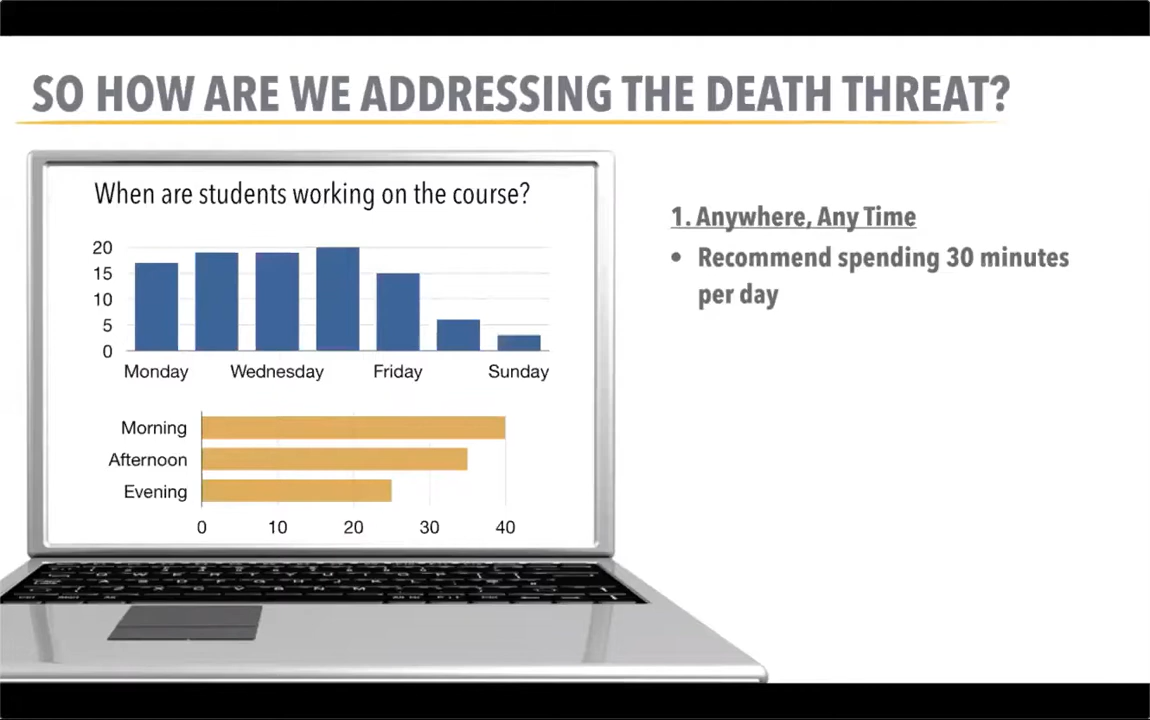 SO HOW ARE WE ADDRESSING THE DEATH THREAT?
When are students working on the course?
20
15
10
5
0
Monday Wednesday Friday Sunday
Morning
Afternoon
Evening
0 10 20 30 40
1. Anywhere, Any Time
• Recommend spending 30 minutes
per day